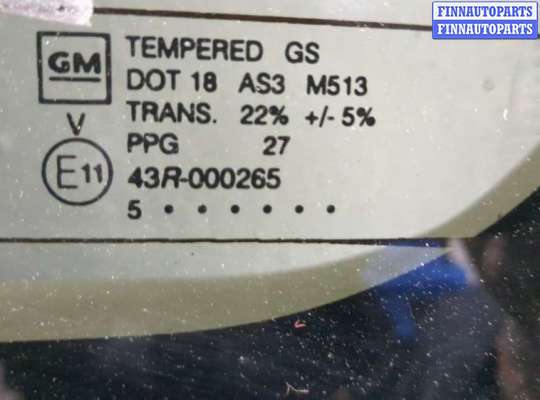 FINNAUTOPARTS
FINNAUTOPARTS
GM TEMPERED GS
DOT 18 AS3 M513
TRANS. 22% +/- 5%
V
PPG 27
E11 43R-000265
5 • • • • • •